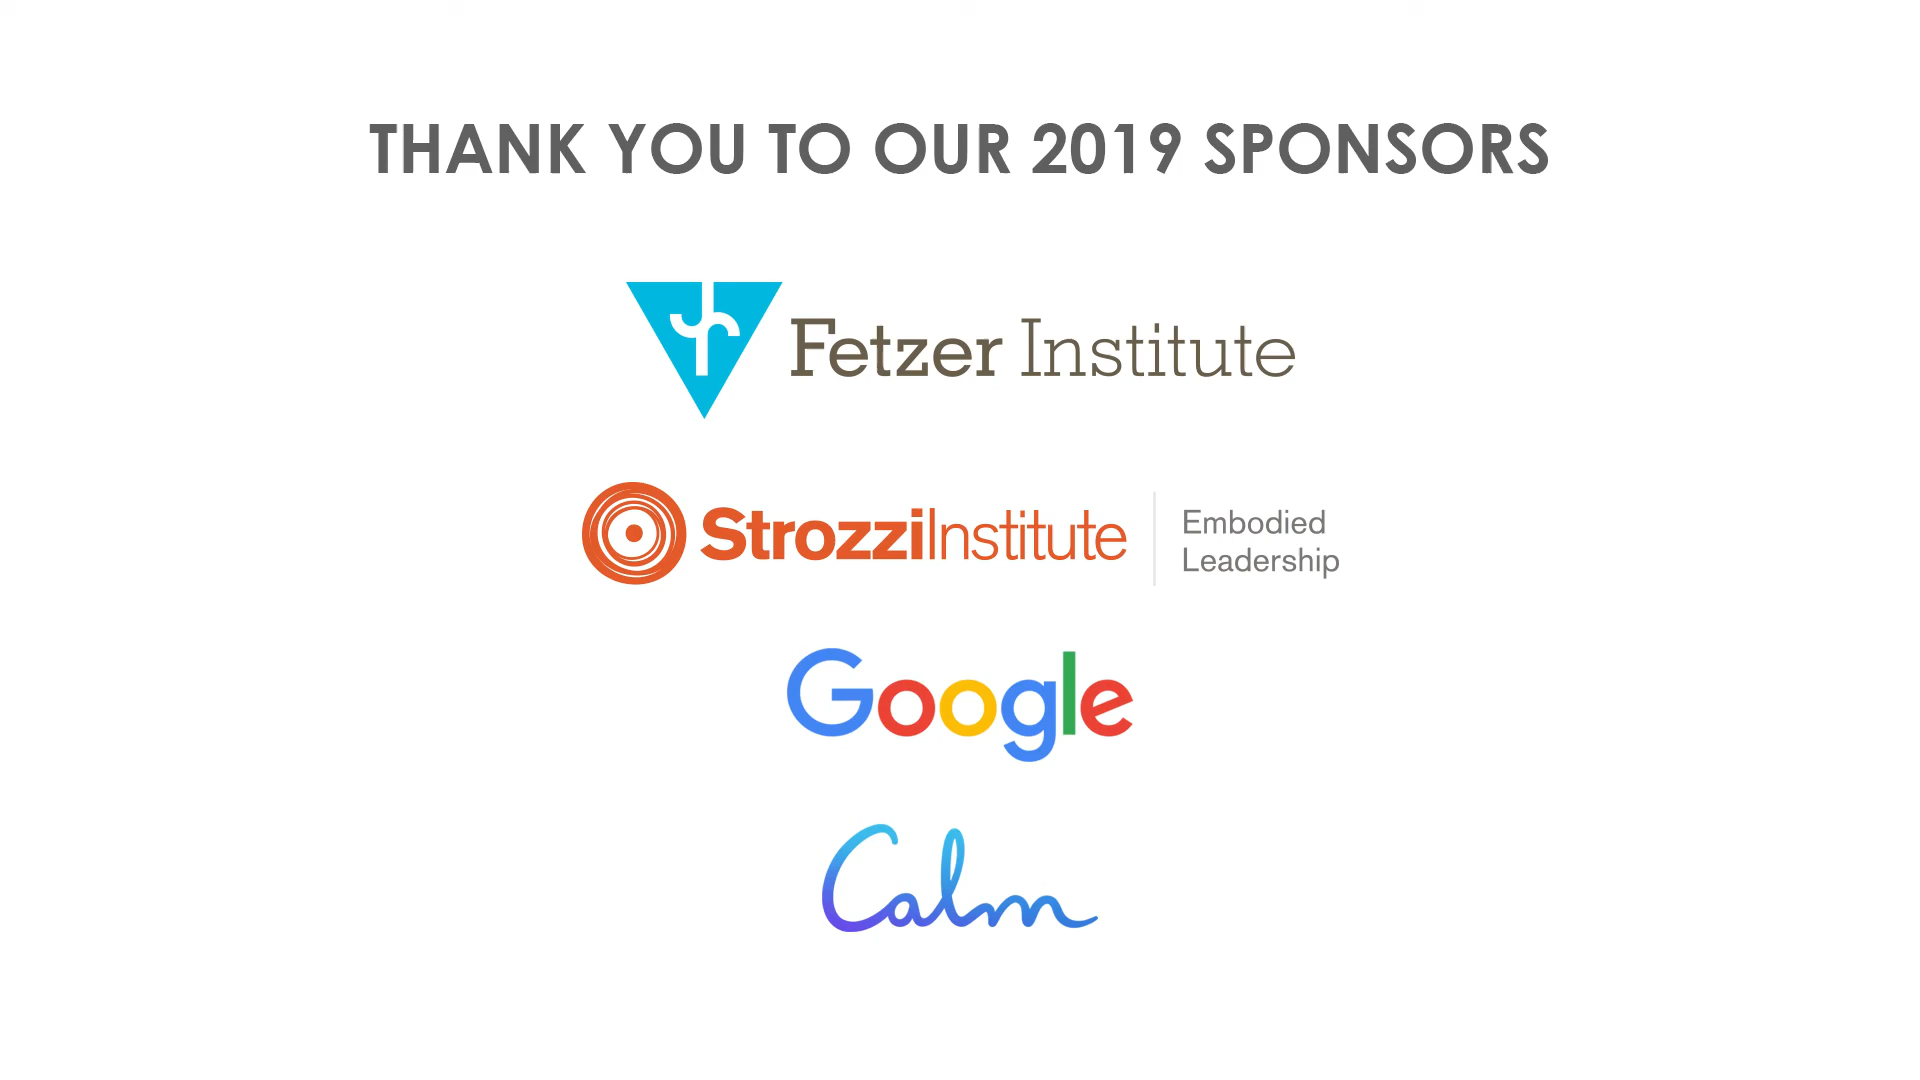 THANK YOU TO OUR 2019 SPONSORS
Fetzer Institute
StrozziInstitute
Embodied
Leadership
Google
Calm